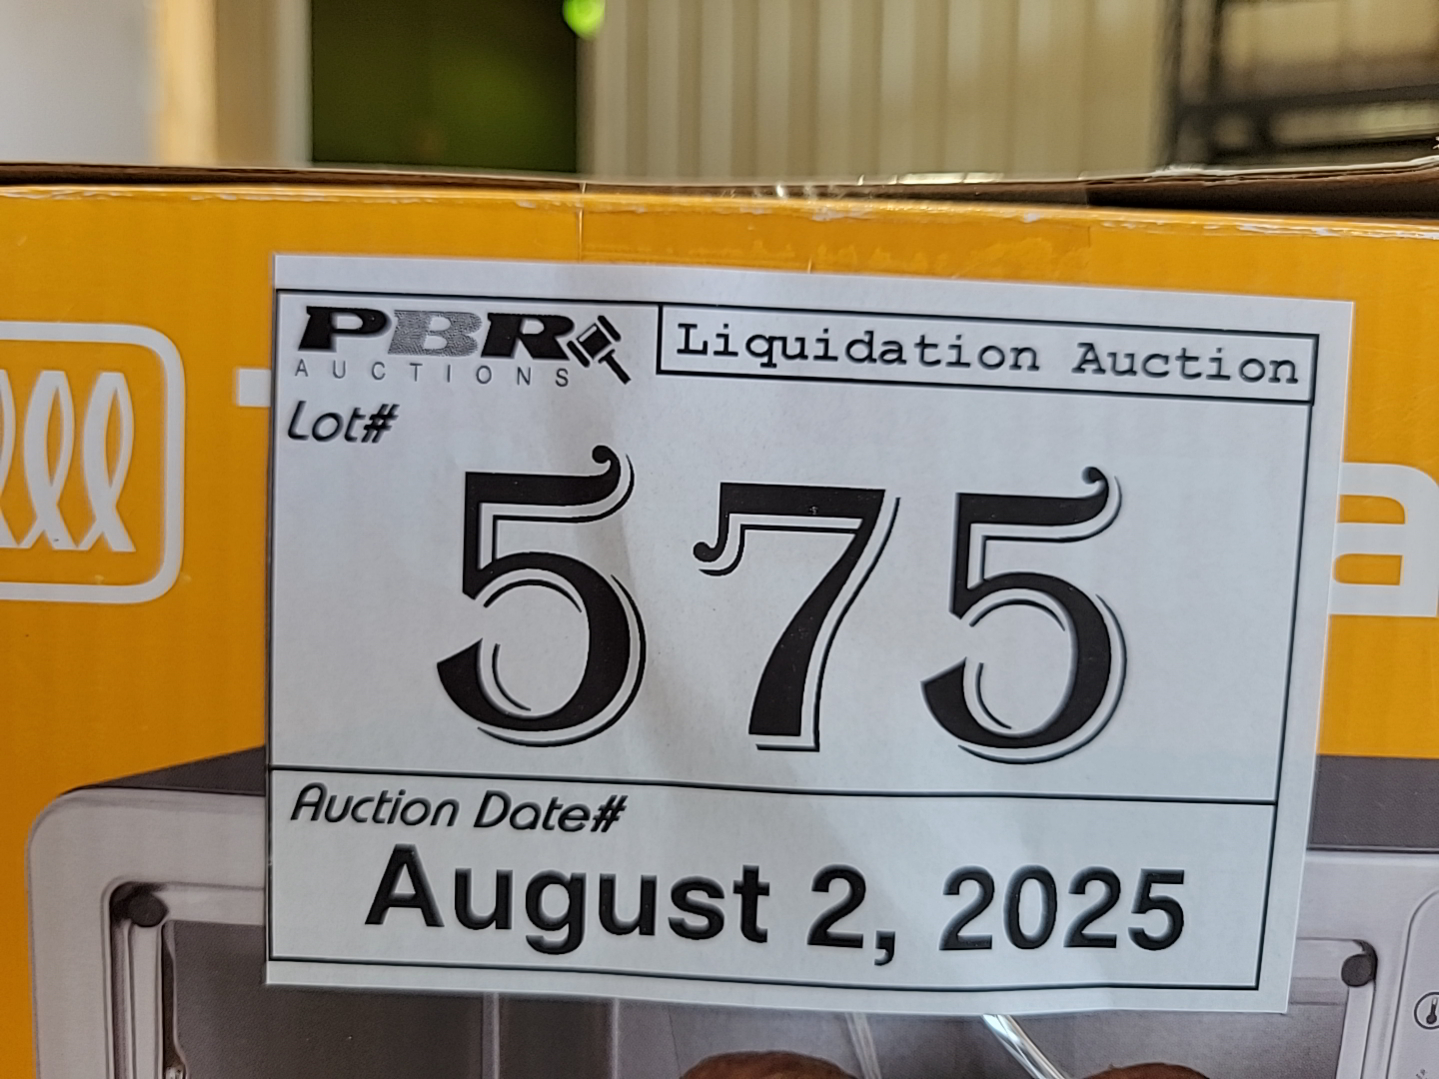 PBR
AUCTIONS
Liquidation Auction
Lot#
575
Auction Date#
August 2, 2025